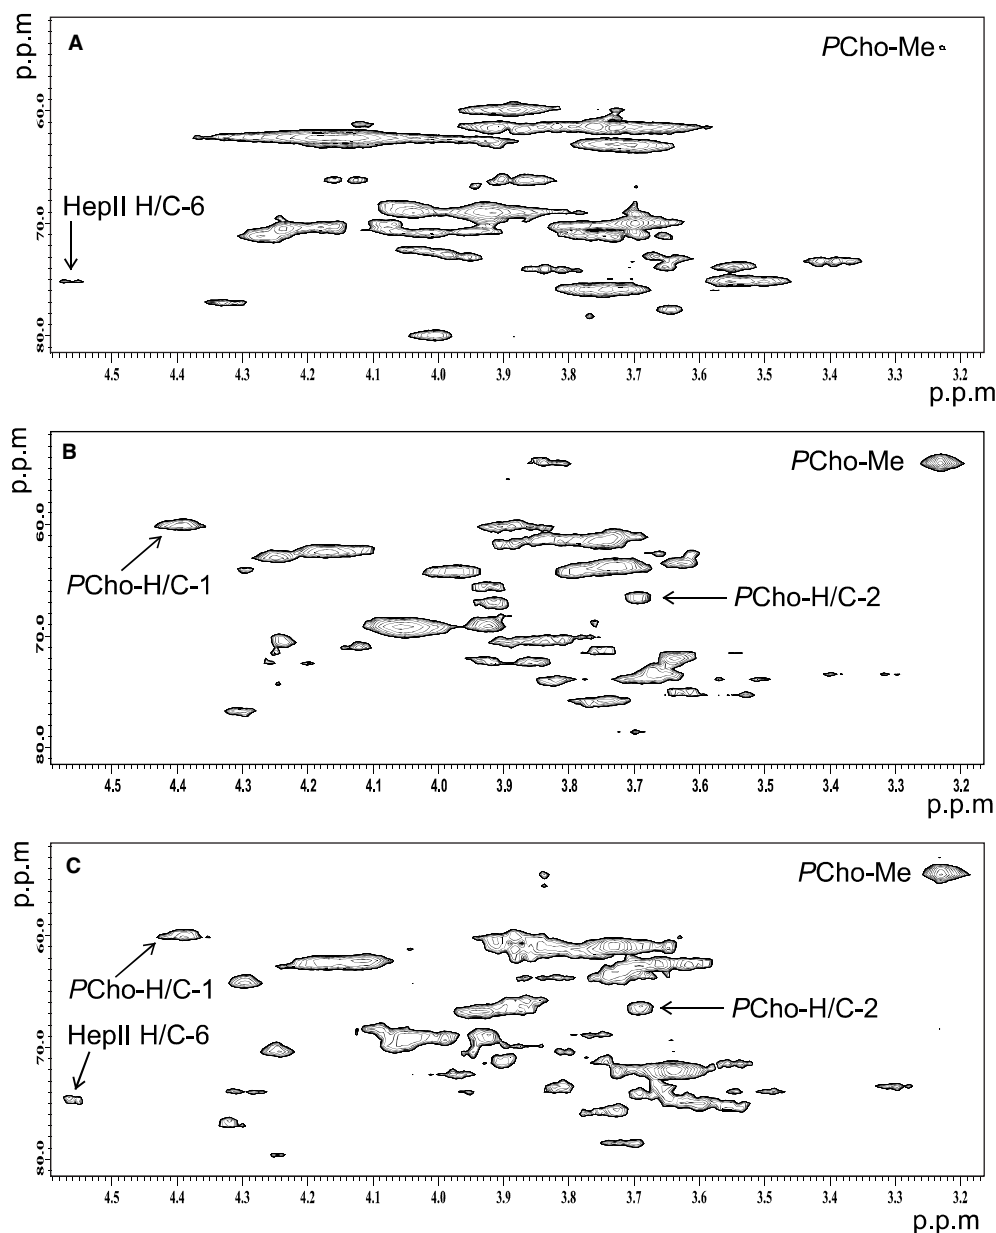 p.p.m
A
PCho-Me
60.0
HepII H/C-6
70.0
80.0
4.5 4.4 4.3 4.2 4.1 4.0 3.9 3.8 3.7 3.6 3.5 3.4 3.3 3.2
p.p.m
p.p.m
B
PCho-Me
60.0
PCho-H/C-1
PCho-H/C-2
70.0
80.0
4.5 4.4 4.3 4.2 4.1 4.0 3.9 3.8 3.7 3.6 3.5 3.4 3.3 3.2
p.p.m
p.p.m
C
PCho-Me
60.0
PCho-H/C-1
PCho-H/C-2
HepII H/C-6
70.0
80.0
4.5 4.4 4.3 4.2 4.1 4.0 3.9 3.8 3.7 3.6 3.5 3.4 3.3 3.2
p.p.m